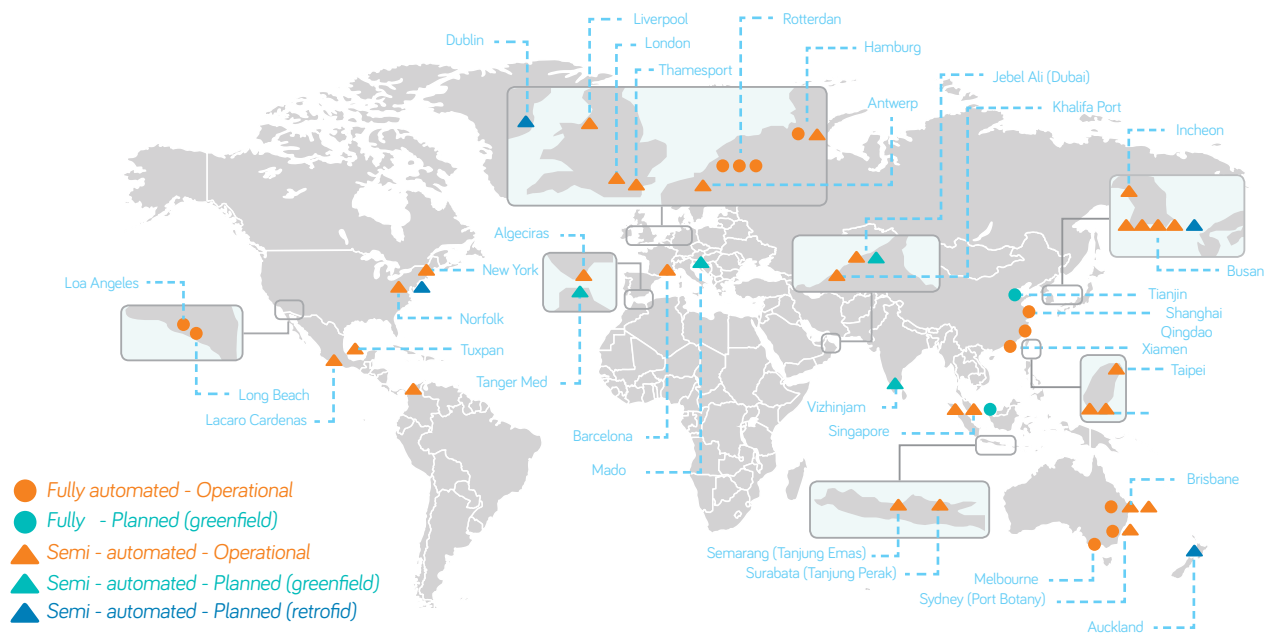 Liverpool
Rotterdan
Dublin
London
Hamburg
Thamesport
Jebel Ali (Dubai)
Antwerp
Khalifa Port
Incheon
Algeciras
New York
Busan
Loa Angeles
Tianjin
Shanghai
Norfolk
Qingdao
Tuxpan
Xiamen
Taipei
Tanger Med
Long Beach
Vizhinjam
Lacaro Cardenas
Singapore
Barcelona
Mado
Brisbane
Fully automated - Operational
Fully - Planned (greenfield)
Semi - automated - Operational
Semarang (Tanjung Emas)
Surabata (Tanjung Perak)
Semi - automated - Planned (greenfield)
Melbourne
Sydney (Port Botany)
Semi - automated - Planned (retrofid)
Auckland